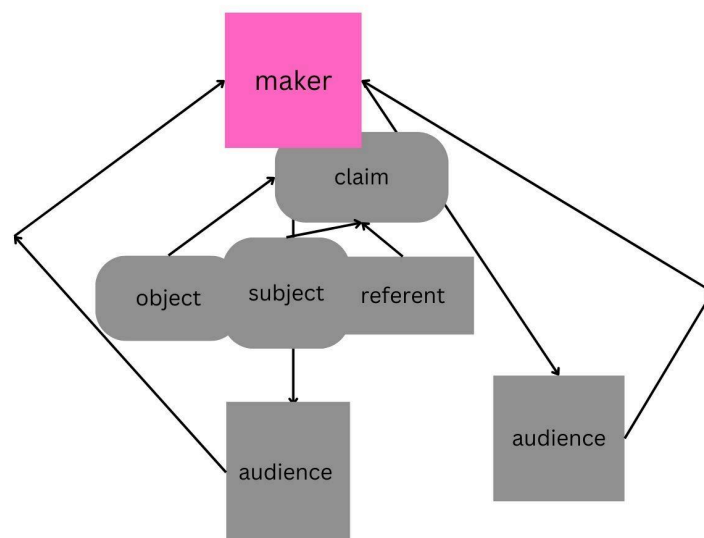 maker
claim
object
subject
referent
audience
audience